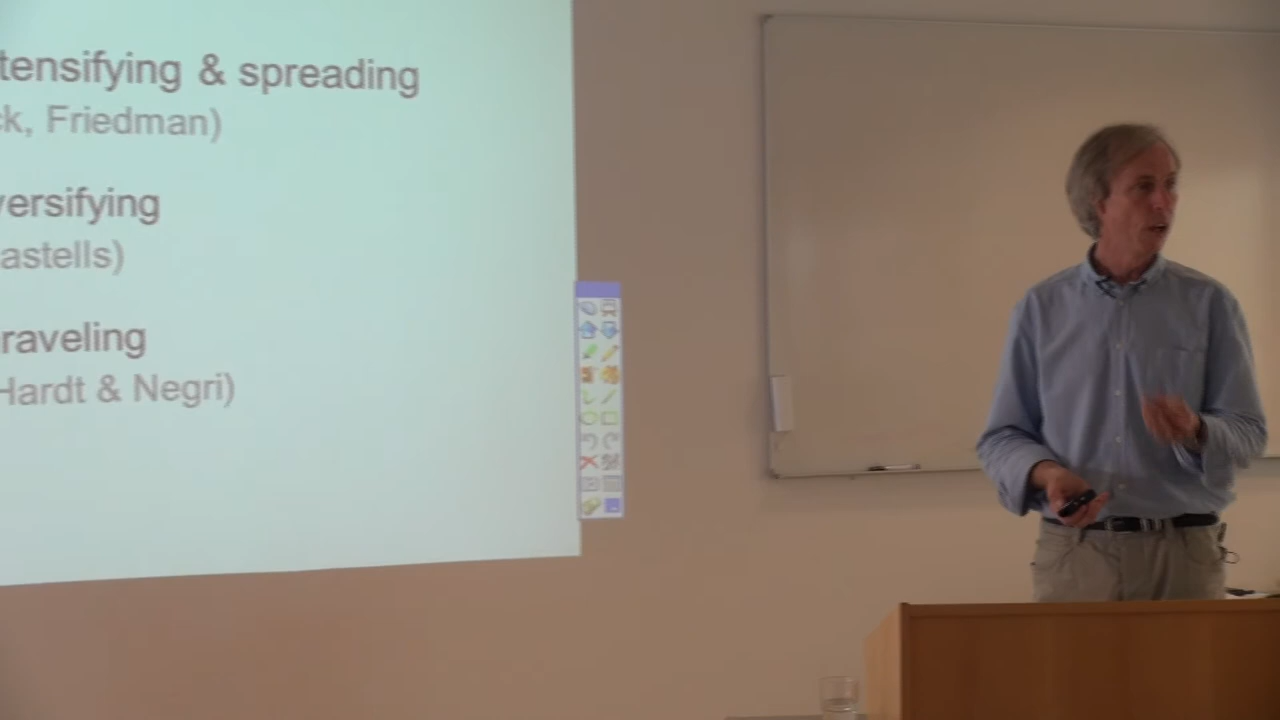 tensifying & spreading
ck, Friedman)
versifying
astells)
raveling
Hardt & Negri)